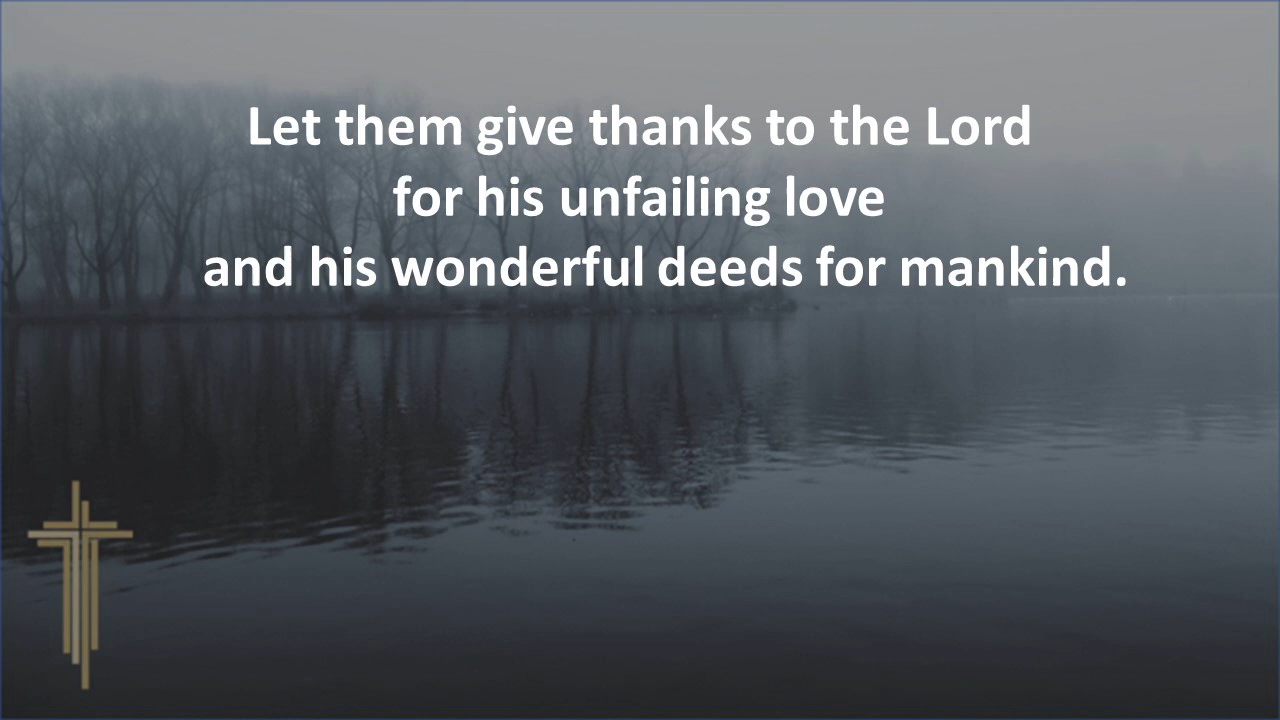 Let them give thanks to the Lord
for his unfailing love
and his wonderful deeds for mankind.